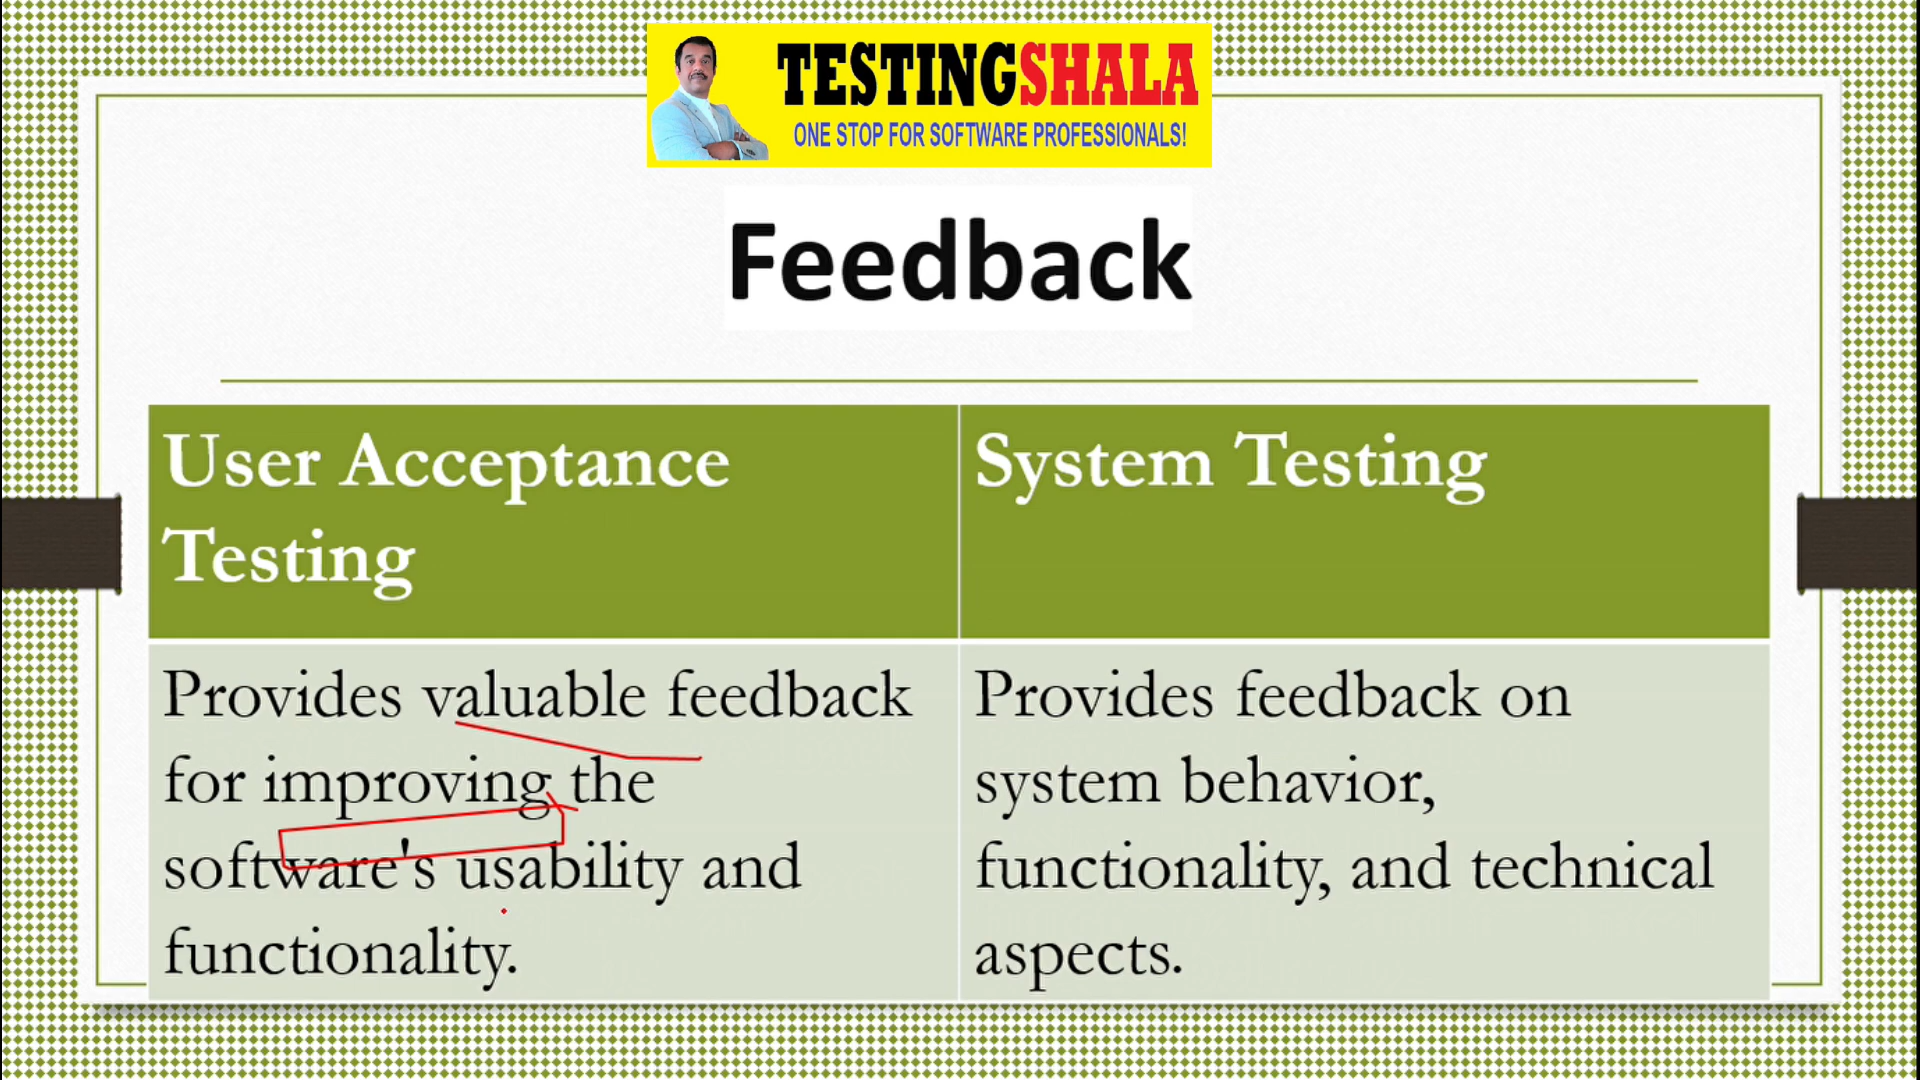 TESTINGSHALA
ONE STOP FOR SOFTWARE PROFESSIONALS!
Feedback
User Acceptance
Testing
System Testing
Provides valuable feedback
for improving the
software's usability and
functionality.
Provides feedback on
system behavior,
functionality, and technical
aspects.